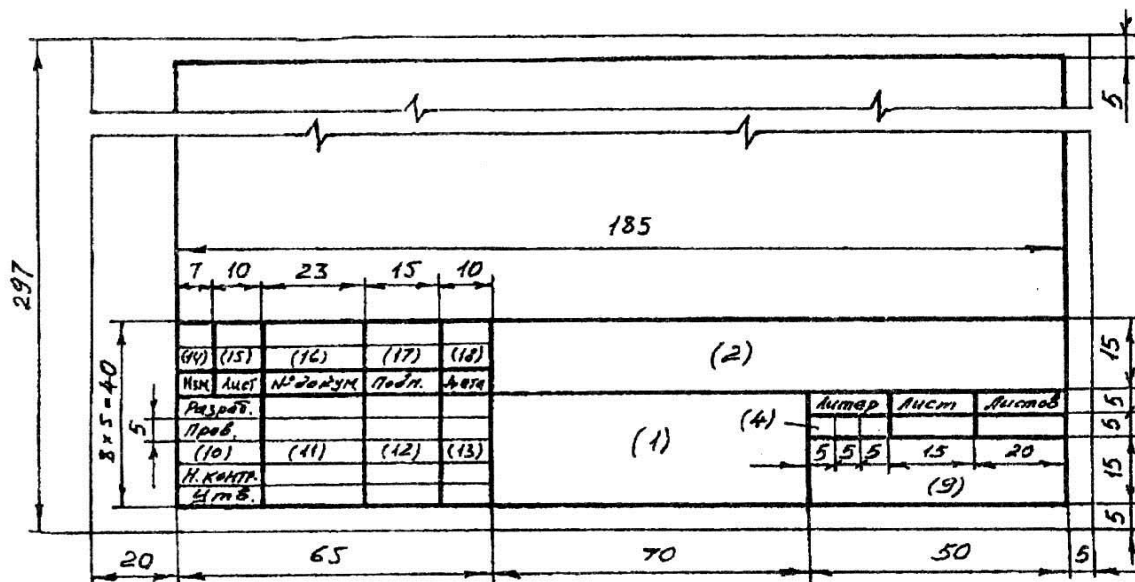 5
185
297
7 10 23 15 10
(14) (15) (16) (17) (18)
(2)
15
8 x 5 = 40
Изм Лист № докум Подп. Дата
Разраб.
Литер Лист Листов
5
5
Пров.
(4)
(1)
(10) (11) (12) (13)
5 5 5 15 20
15
Н. контр.
(9)
Утв.
5
20 65 70 50 5